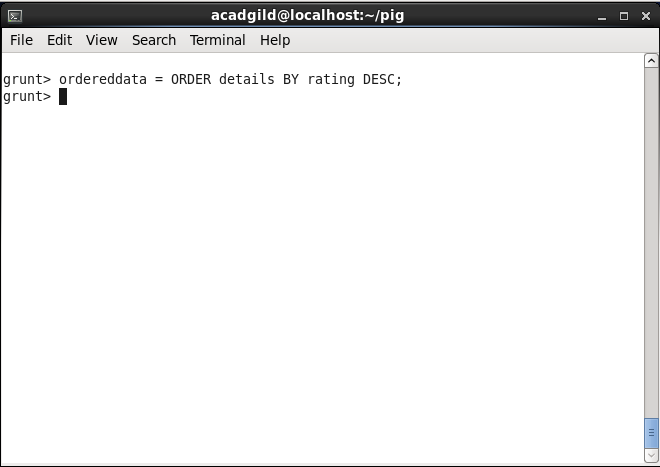 acadgild@localhost:~/pig
File Edit View Search Terminal Help
grunt> ordereddata = ORDER details BY rating DESC;
grunt>